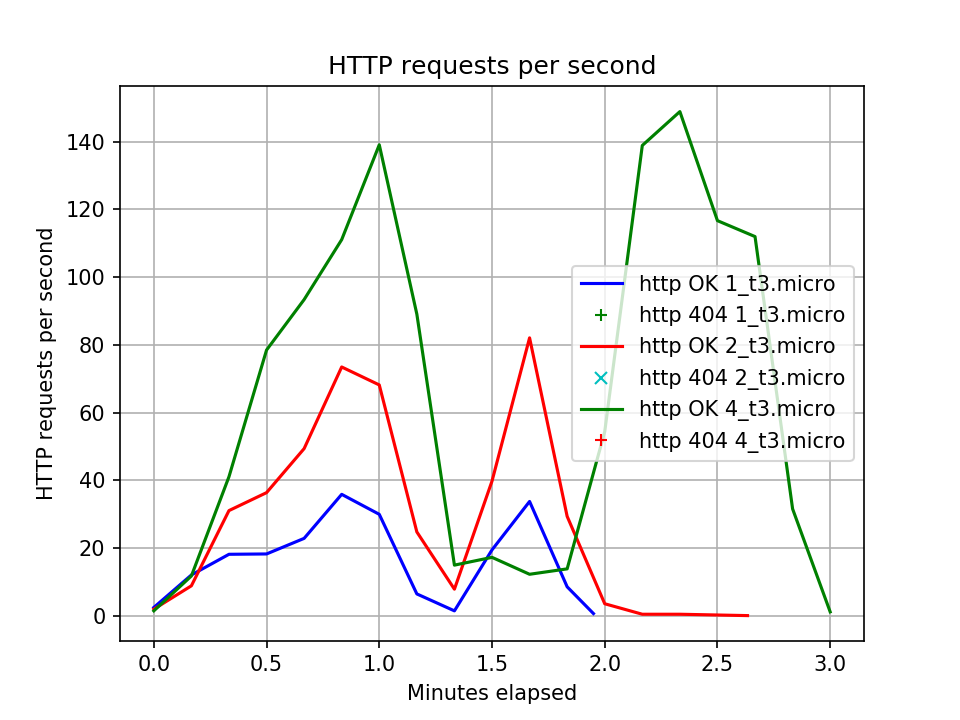 HTTP requests per second
HTTP requests per second
140
120
100
80
60
40
20
0
http OK 1_t3.micro
http 404 1_t3.micro
http OK 2_t3.micro
http 404 2_t3.micro
http OK 4_t3.micro
http 404 4_t3.micro
0.0 0.5 1.0 1.5 2.0 2.5 3.0
Minutes elapsed